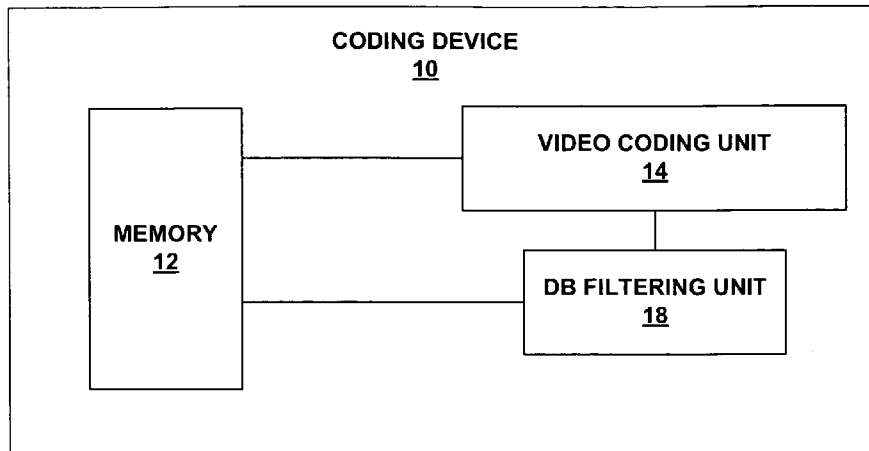 CODING DEVICE
10
VIDEO CODING UNIT
14
MEMORY
12
DB FILTERING UNIT
18